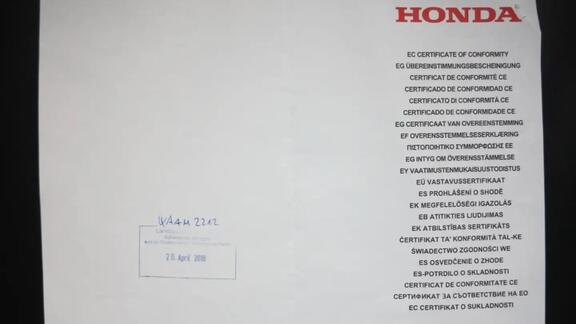 HONDA
EC CERTIFICATE OF CONFORMITY
EG ÜBEREINSTIMMUNGSBESCHEINIGUNG
CERTIFICAT DE CONFORMITÉ CE
CERTIFICADO DE CONFORMIDAD CE
CERTIFICATO DI CONFORMITÀ CE
CERTIFICADO DE CONFORMIDADE CE
EG CERTIFICAAT VAN OVEREENSTEMMING
EF OVERENSSTEMMELSESERKLÆRING
ΠΙΣΤΟΠΟΙΗΤΙΚΟ ΣΥΜΜΟΡΦΩΣΗΣ ΕΕ
EG INTYG OM ÖVERENSSTÄMMELSE
EY VAATIMUSTENMUKAISUUSTODISTUS
EÜ VASTAVUSSERTIFIKAAT
ES PROHLÁŠENÍ O SHODĚ
EK MEGFELELŐSÉGI IGAZOLÁS
EB ATITIKTIES LIUDIJIMAS
EK ATBILSTĪBAS SERTIFIKĀTS
ĊERTIFIKAT TA' KONFORMITÀ TAL-KE
ŚWIADECTWO ZGODNOŚCI WE
ES OSVEDČENIE O ZHODE
ES-POTRDILO O SKLADNOSTI
CERTIFICAT DE CONFORMITATE CE
СЕРТИФИКАТ ЗА СЪОТВЕТСТВИЕ НА ЕО
EC CERTIFIKAT O SUKLADNOSTI
WA4H 2212
20. April 2018